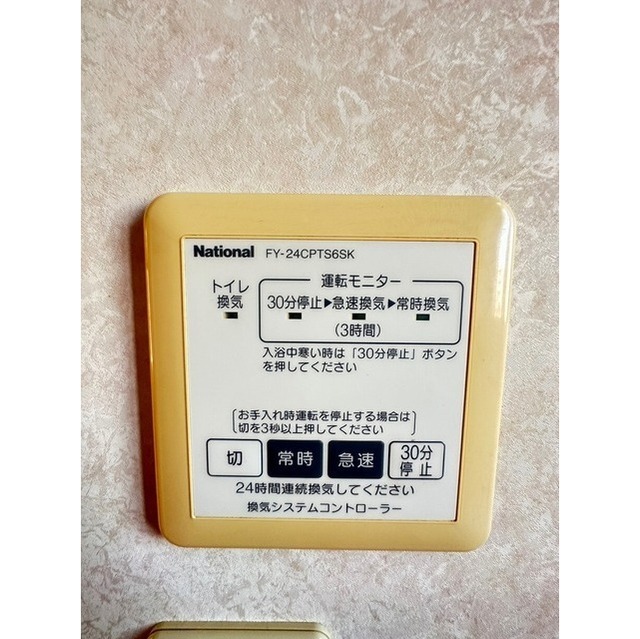 National FY-24CPTS6SK
運転モニター
トイレ
換気
30分停止▶急速換気▶常時換気
(3時間)
入浴中寒い時は「30分停止」ボタン
を押してください
お手入れ時運転を停止する場合は
切を3秒以上押してください
切 常時 急速 30分
停止
24時間連続換気してください
換気システムコントローラー